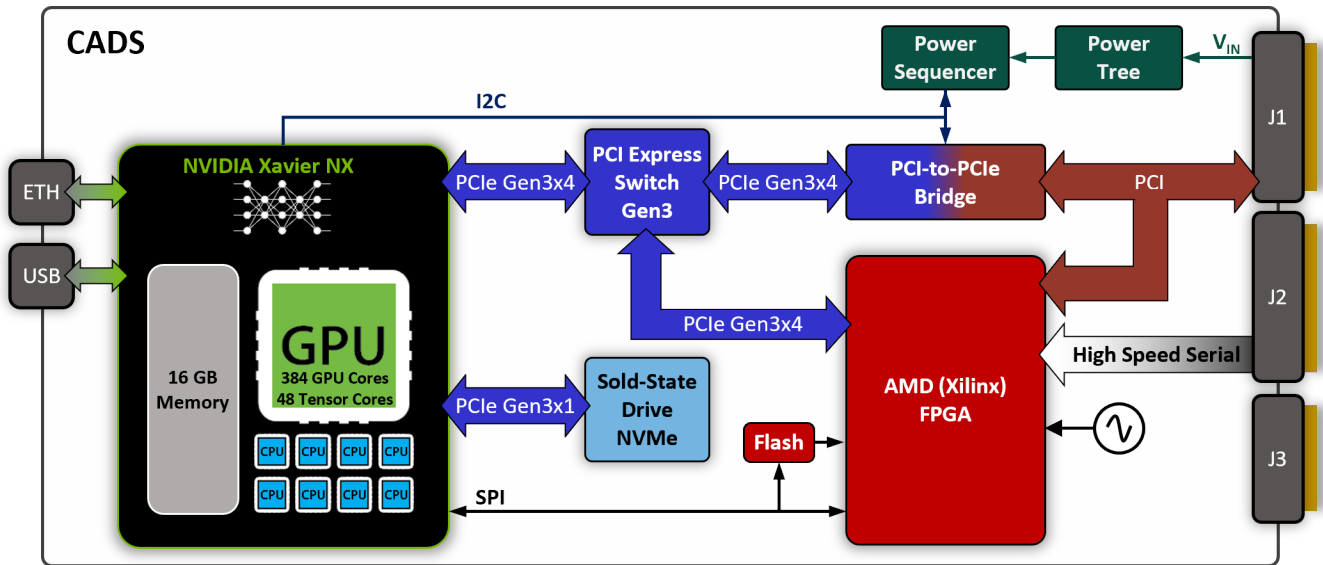 CADS
Power
Sequencer
Power
Tree
V_IN
J1
I2C
NVIDIA Xavier NX
ETH
USB
PCIe Gen3x4
PCI Express
Switch
Gen3
PCIe Gen3x4
PCI-to-PCIe
Bridge
PCI
J2
16 GB
Memory
GPU
384 GPU Cores
48 Tensor Cores
PCIe Gen3x4
High Speed Serial
AMD (Xilinx)
FPGA
PCIe Gen3x1
Sold-State
Drive
NVMe
Flash
J3
CPU CPU CPU CPU
CPU CPU CPU CPU
SPI